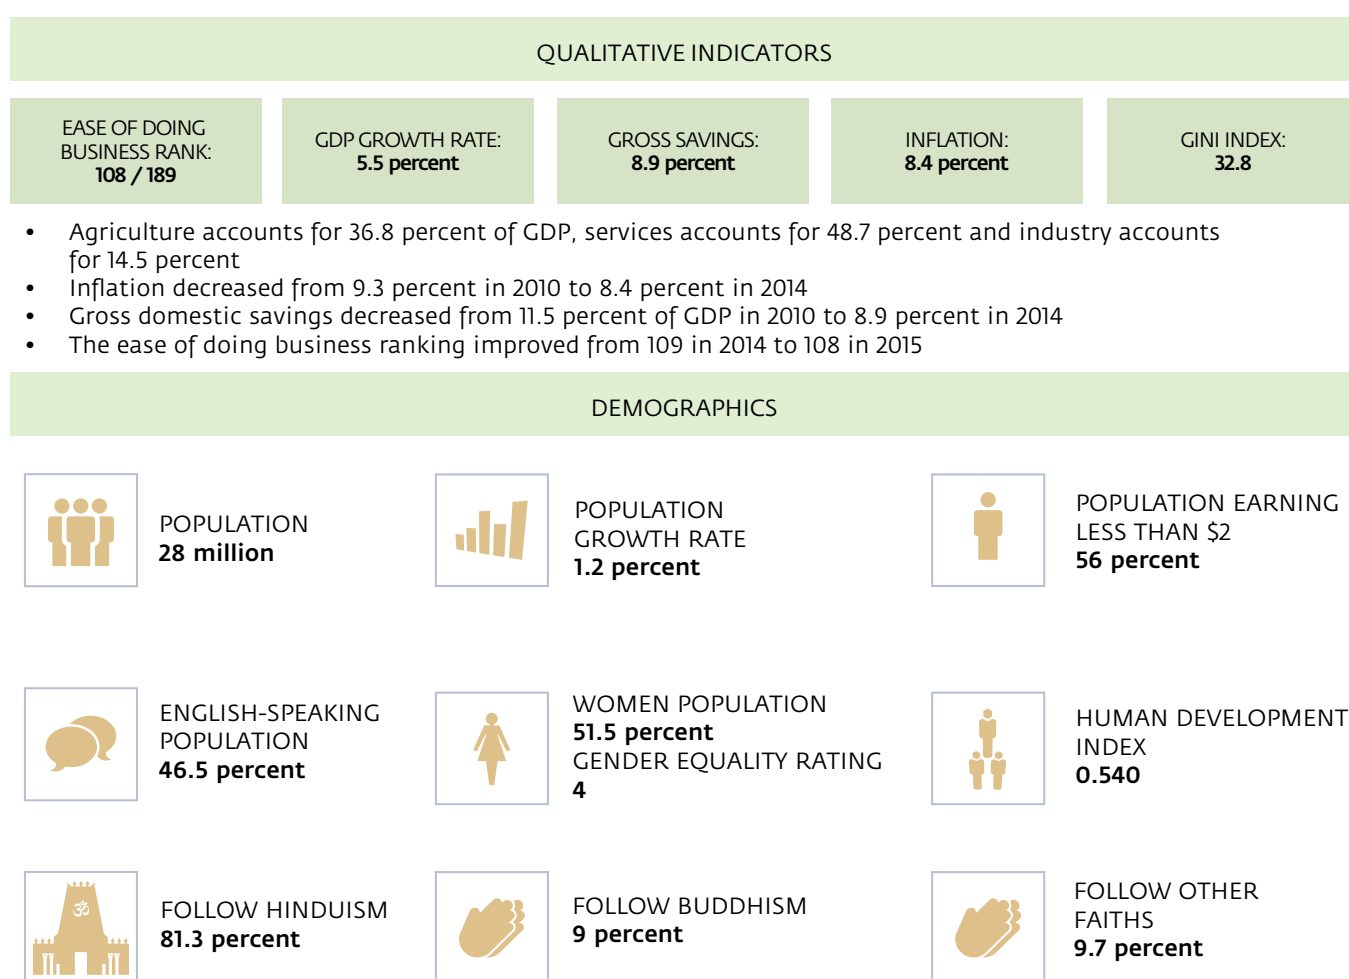 QUALITATIVE INDICATORS
EASE OF DOING
BUSINESS RANK:
108 / 189
GDP GROWTH RATE:
5.5 percent
GROSS SAVINGS:
8.9 percent
INFLATION:
8.4 percent
GINI INDEX:
32.8
• Agriculture accounts for 36.8 percent of GDP, services accounts for 48.7 percent and industry accounts
for 14.5 percent
• Inflation decreased from 9.3 percent in 2010 to 8.4 percent in 2014
• Gross domestic savings decreased from 11.5 percent of GDP in 2010 to 8.9 percent in 2014
• The ease of doing business ranking improved from 109 in 2014 to 108 in 2015
DEMOGRAPHICS
POPULATION
28 million
POPULATION
GROWTH RATE
1.2 percent
POPULATION EARNING
LESS THAN $2
56 percent
ENGLISH-SPEAKING
POPULATION
46.5 percent
WOMEN POPULATION
51.5 percent
GENDER EQUALITY RATING
4
HUMAN DEVELOPMENT
INDEX
0.540
ॐ
FOLLOW HINDUISM
81.3 percent
FOLLOW BUDDHISM
9 percent
FOLLOW OTHER
FAITHS
9.7 percent